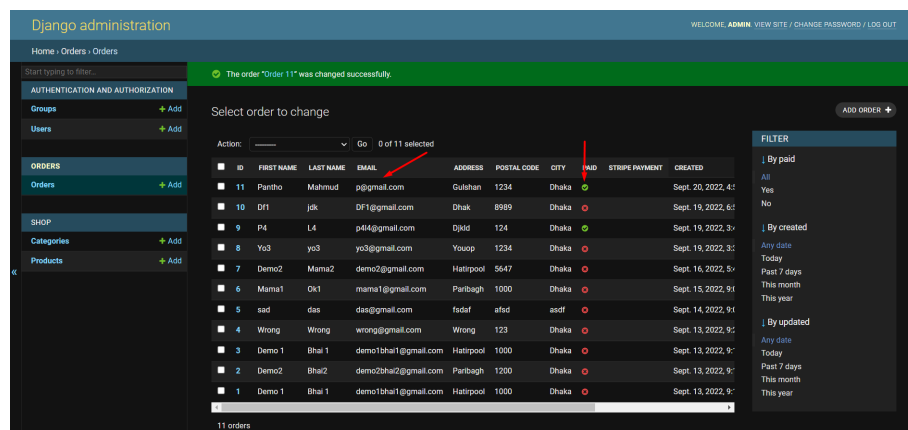 Django administration
WELCOME, ADMIN. VIEW SITE / CHANGE PASSWORD / LOG OUT
Home › Orders › Orders
Start typing to filter...
AUTHENTICATION AND AUTHORIZATION
Groups + Add
Users + Add
ORDERS
Orders + Add
SHOP
Categories + Add
Products + Add
«
The order “Order 11” was changed successfully.
Select order to change
ADD ORDER +
Action: --------- Go 0 of 11 selected
ID FIRST NAME LAST NAME EMAIL ADDRESS POSTAL CODE CITY PAID STRIPE PAYMENT CREATED
11 Pantho Mahmud p@gmail.com Gulshan 1234 Dhaka Sept. 20, 2022, 4:
10 Df1 jdk DF1@gmail.com Dhak 8989 Dhaka Sept. 19, 2022, 6:
9 P4 L4 p4l4@gmail.com Djkld 124 Dhaka Sept. 19, 2022, 3:
8 Yo3 yo3 yo3@gmail.com Youop 1234 Dhaka Sept. 19, 2022, 3:
7 Demo2 Mama2 demo2@gmail.com Hatirpool 5647 Dhaka Sept. 16, 2022, 5:
6 Mama1 Ok1 mama1@gmail.com Paribagh 1200 Dhaka Sept. 15, 2022, 9:
5 sad das das@gmail.com fsdaf afsd asdf Sept. 14, 2022, 9:
4 Wrong Wrong wrong@gmail.com Wrong 123 Dhaka Sept. 13, 2022, 9:
3 Demo 1 Bhai 1 demo1bhai1@gmail.com Hatirpool 1000 Dhaka Sept. 13, 2022, 9:
2 Demo2 Bhai2 demo2bhai2@gmail.com Paribagh 1200 Dhaka Sept. 13, 2022, 9:
1 Demo 1 Bhai 1 demo1bhai1@gmail.com Hatirpool 1000 Dhaka Sept. 13, 2022, 9:
11 orders
FILTER
↓ By paid
All
Yes
No
↓ By created
Any date
Today
Past 7 days
This month
This year
↓ By updated
Any date
Today
Past 7 days
This month
This year